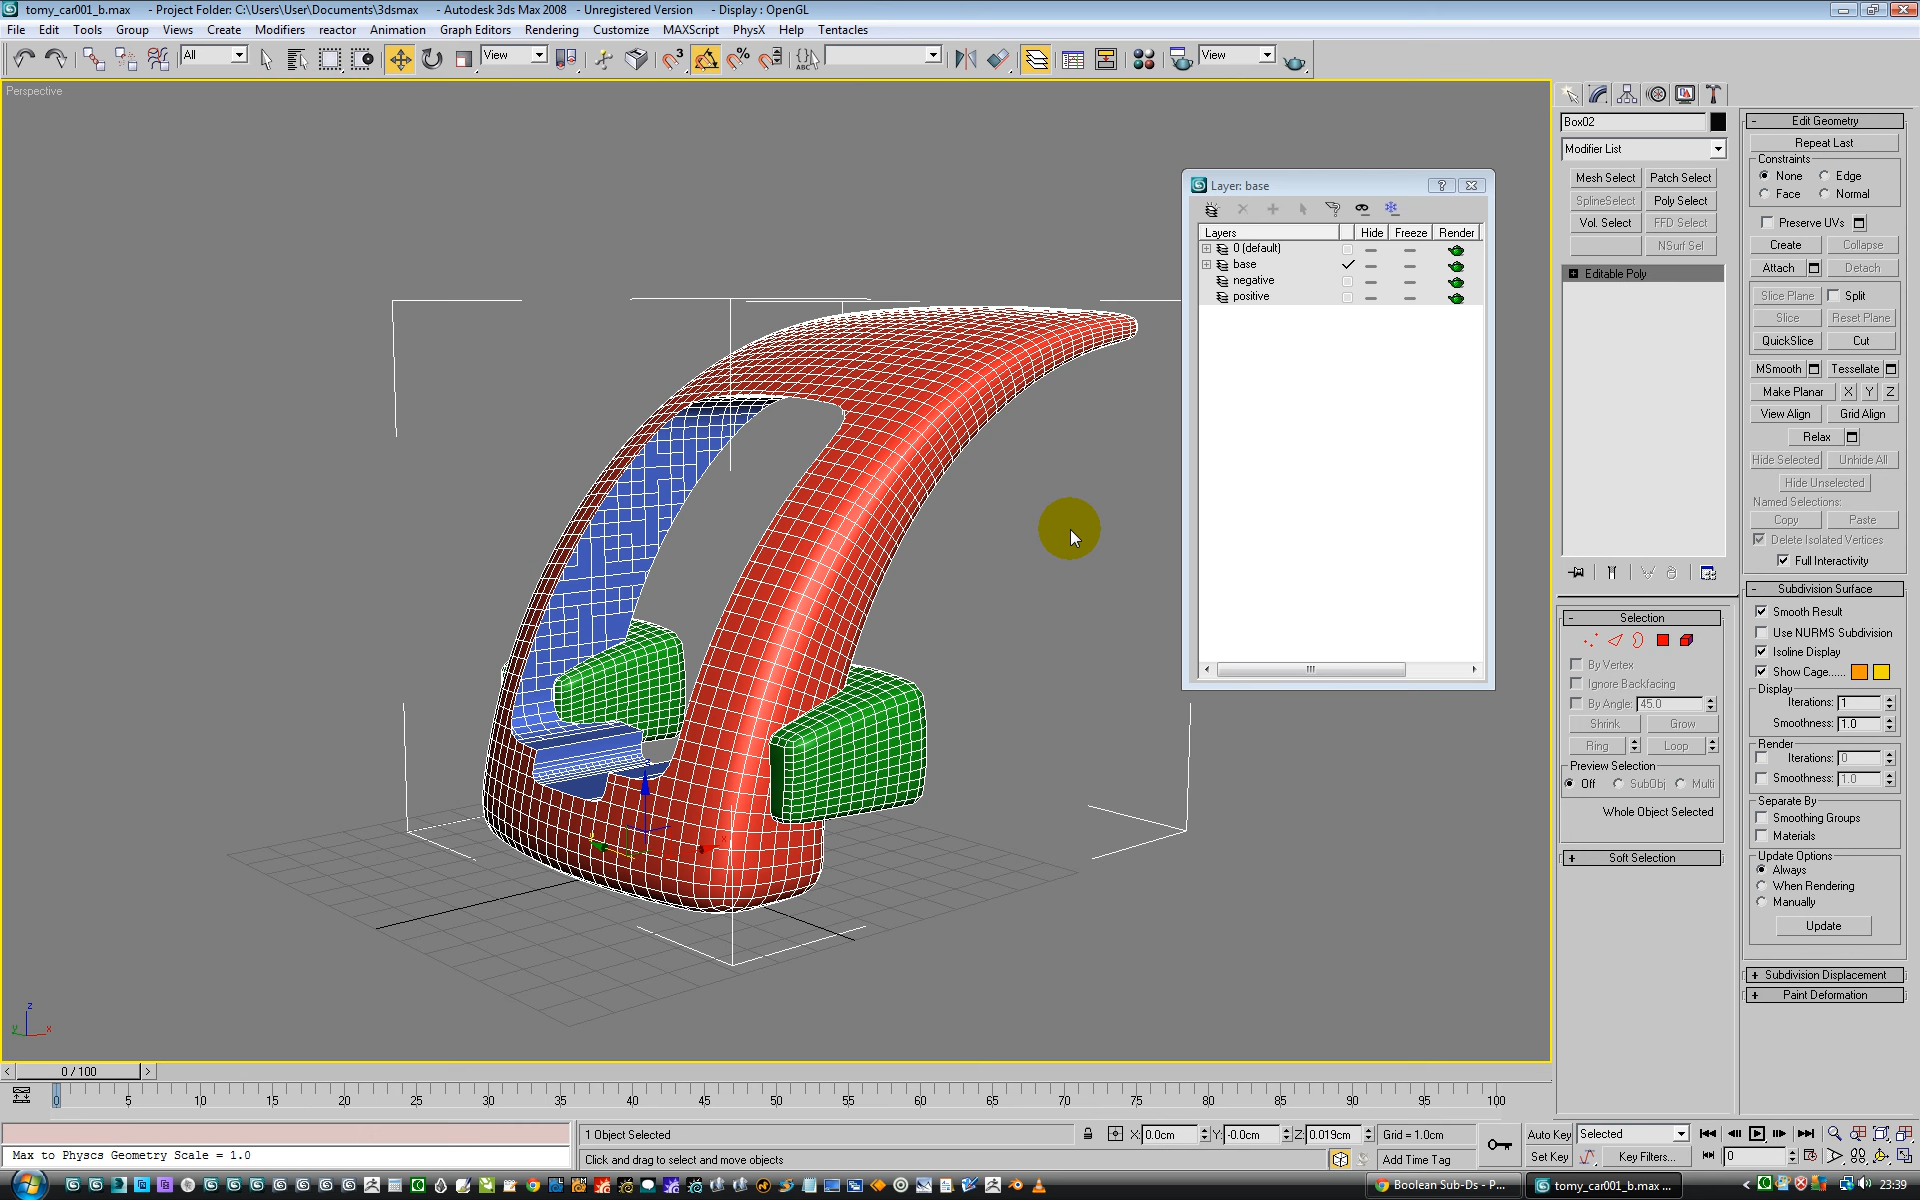 tomy_car001_b.max - Project Folder: C:\Users\User\Documents\3dsmax - Autodesk 3ds Max 2008 - Unregistered Version - Display : OpenGL
File Edit Tools Group Views Create Modifiers reactor Animation Graph Editors Rendering Customize MAXScript PhysX Help Tentacles
All View View
Perspective
Box02
Modifier List
Mesh Select Patch Select
SplineSelect Poly Select
Vol. Select FFD Select
NSurf Sel
Editable Poly
Layer: base
Layers Hide Freeze Render
0 (default)
base
negative
positive
Selection
By Vertex
Ignore Backfacing
By Angle: 45.0
Shrink Grow
Ring Loop
Preview Selection
Off SubObj Multi
Whole Object Selected
Soft Selection
Edit Geometry
Repeat Last
Constraints
None Edge
Face Normal
Preserve UVs
Create Collapse
Attach Detach
Slice Plane Split
Slice Reset Plane
QuickSlice Cut
MSmooth Tessellate
Make Planar X Y Z
View Align Grid Align
Relax
Hide Selected Unhide All
Hide Unselected
Named Selections:
Copy Paste
Delete Isolated Vertices
Full Interactivity
Subdivision Surface
Smooth Result
Use NURMS Subdivision
Isoline Display
Show Cage......
Display
Iterations: 1
Smoothness: 1.0
Render
Iterations: 0
Smoothness: 1.0
Separate By
Smoothing Groups
Materials
Update Options
Always
When Rendering
Manually
Update
Subdivision Displacement
Paint Deformation
z
y x
0 / 100
0 5 10 15 20 25 30 35 40 45 50 55 60 65 70 75 80 85 90 95 100
1 Object Selected X: 0.0cm Y: -0.0cm Z: 0.019cm Grid = 1.0cm Auto Key Selected
Max to Physcs Geometry Scale = 1.0
Click and drag to select and move objects Add Time Tag Set Key Key Filters... 0
Boolean Sub-Ds - P... tomy_car001_b.max ... 23:39